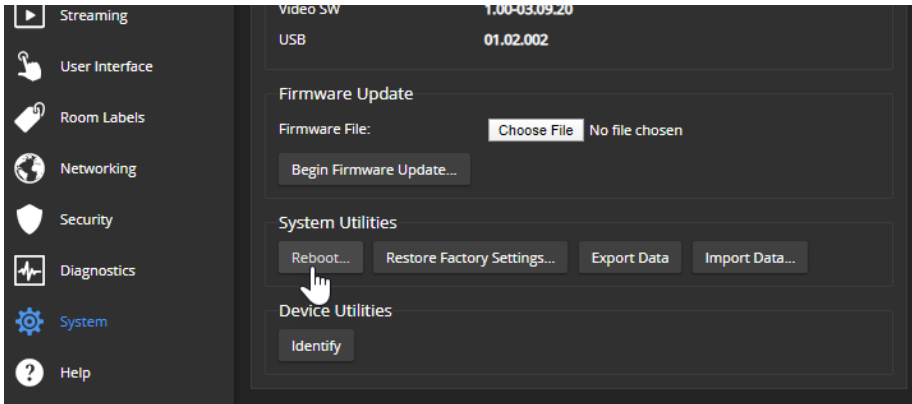 Streaming
User Interface
Room Labels
Networking
Security
Diagnostics
System
Help
Video SW 1.00-03.09.20
USB 01.02.002
Firmware Update
Firmware File: Choose File No file chosen
Begin Firmware Update...
System Utilities
Reboot... Restore Factory Settings... Export Data Import Data...
Device Utilities
Identify